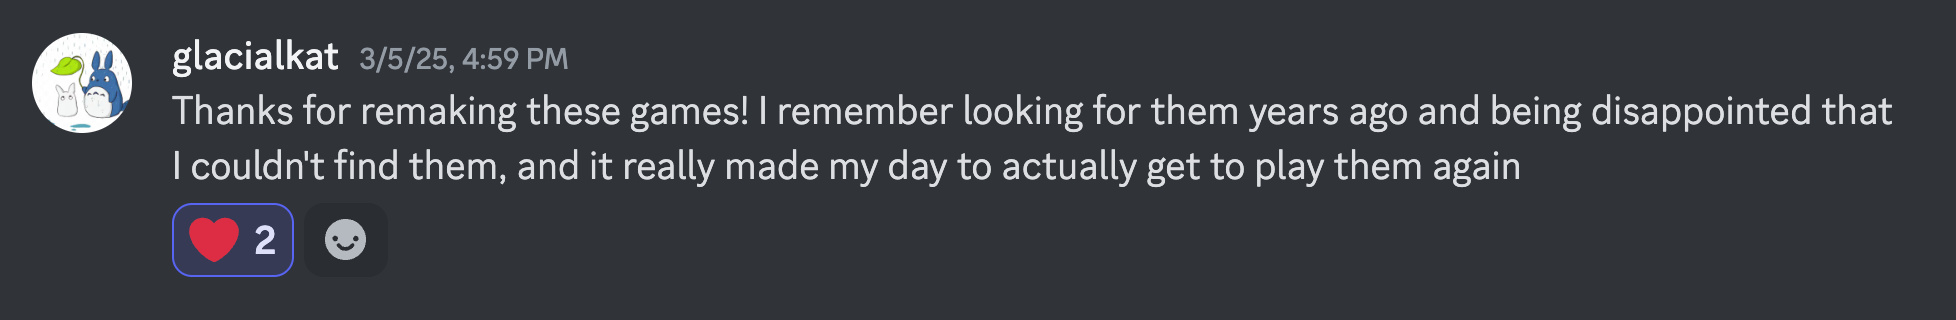 glacialkat 3/5/25, 4:59 PM
Thanks for remaking these games! I remember looking for them years ago and being disappointed that
I couldn't find them, and it really made my day to actually get to play them again
2